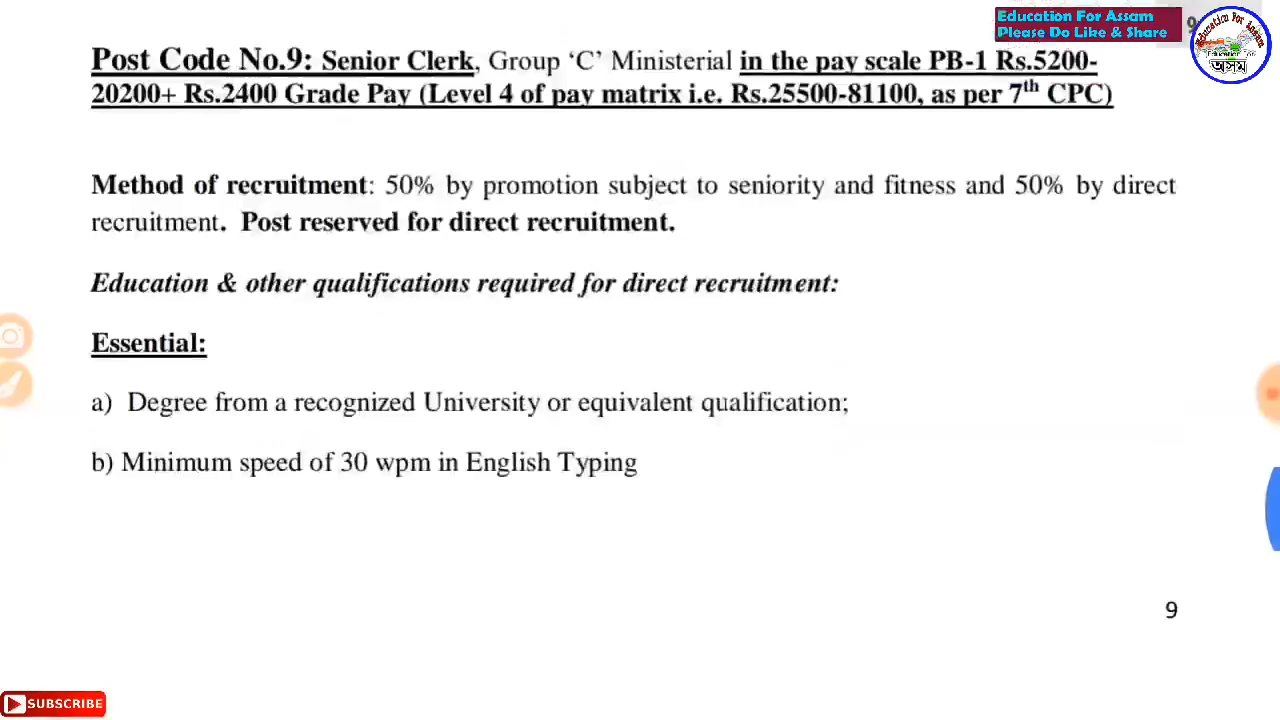 Education For Assam
Please Do Like & Share
Post Code No.9: Senior Clerk, Group ‘C’ Ministerial in the pay scale PB-1 Rs.5200-
20200+ Rs.2400 Grade Pay (Level 4 of pay matrix i.e. Rs.25500-81100, as per 7th CPC)
Method of recruitment: 50% by promotion subject to seniority and fitness and 50% by direct
recruitment. Post reserved for direct recruitment.
Education & other qualifications required for direct recruitment:
Essential:
a) Degree from a recognized University or equivalent qualification;
b) Minimum speed of 30 wpm in English Typing
9
SUBSCRIBE
Education For Assam
অসম